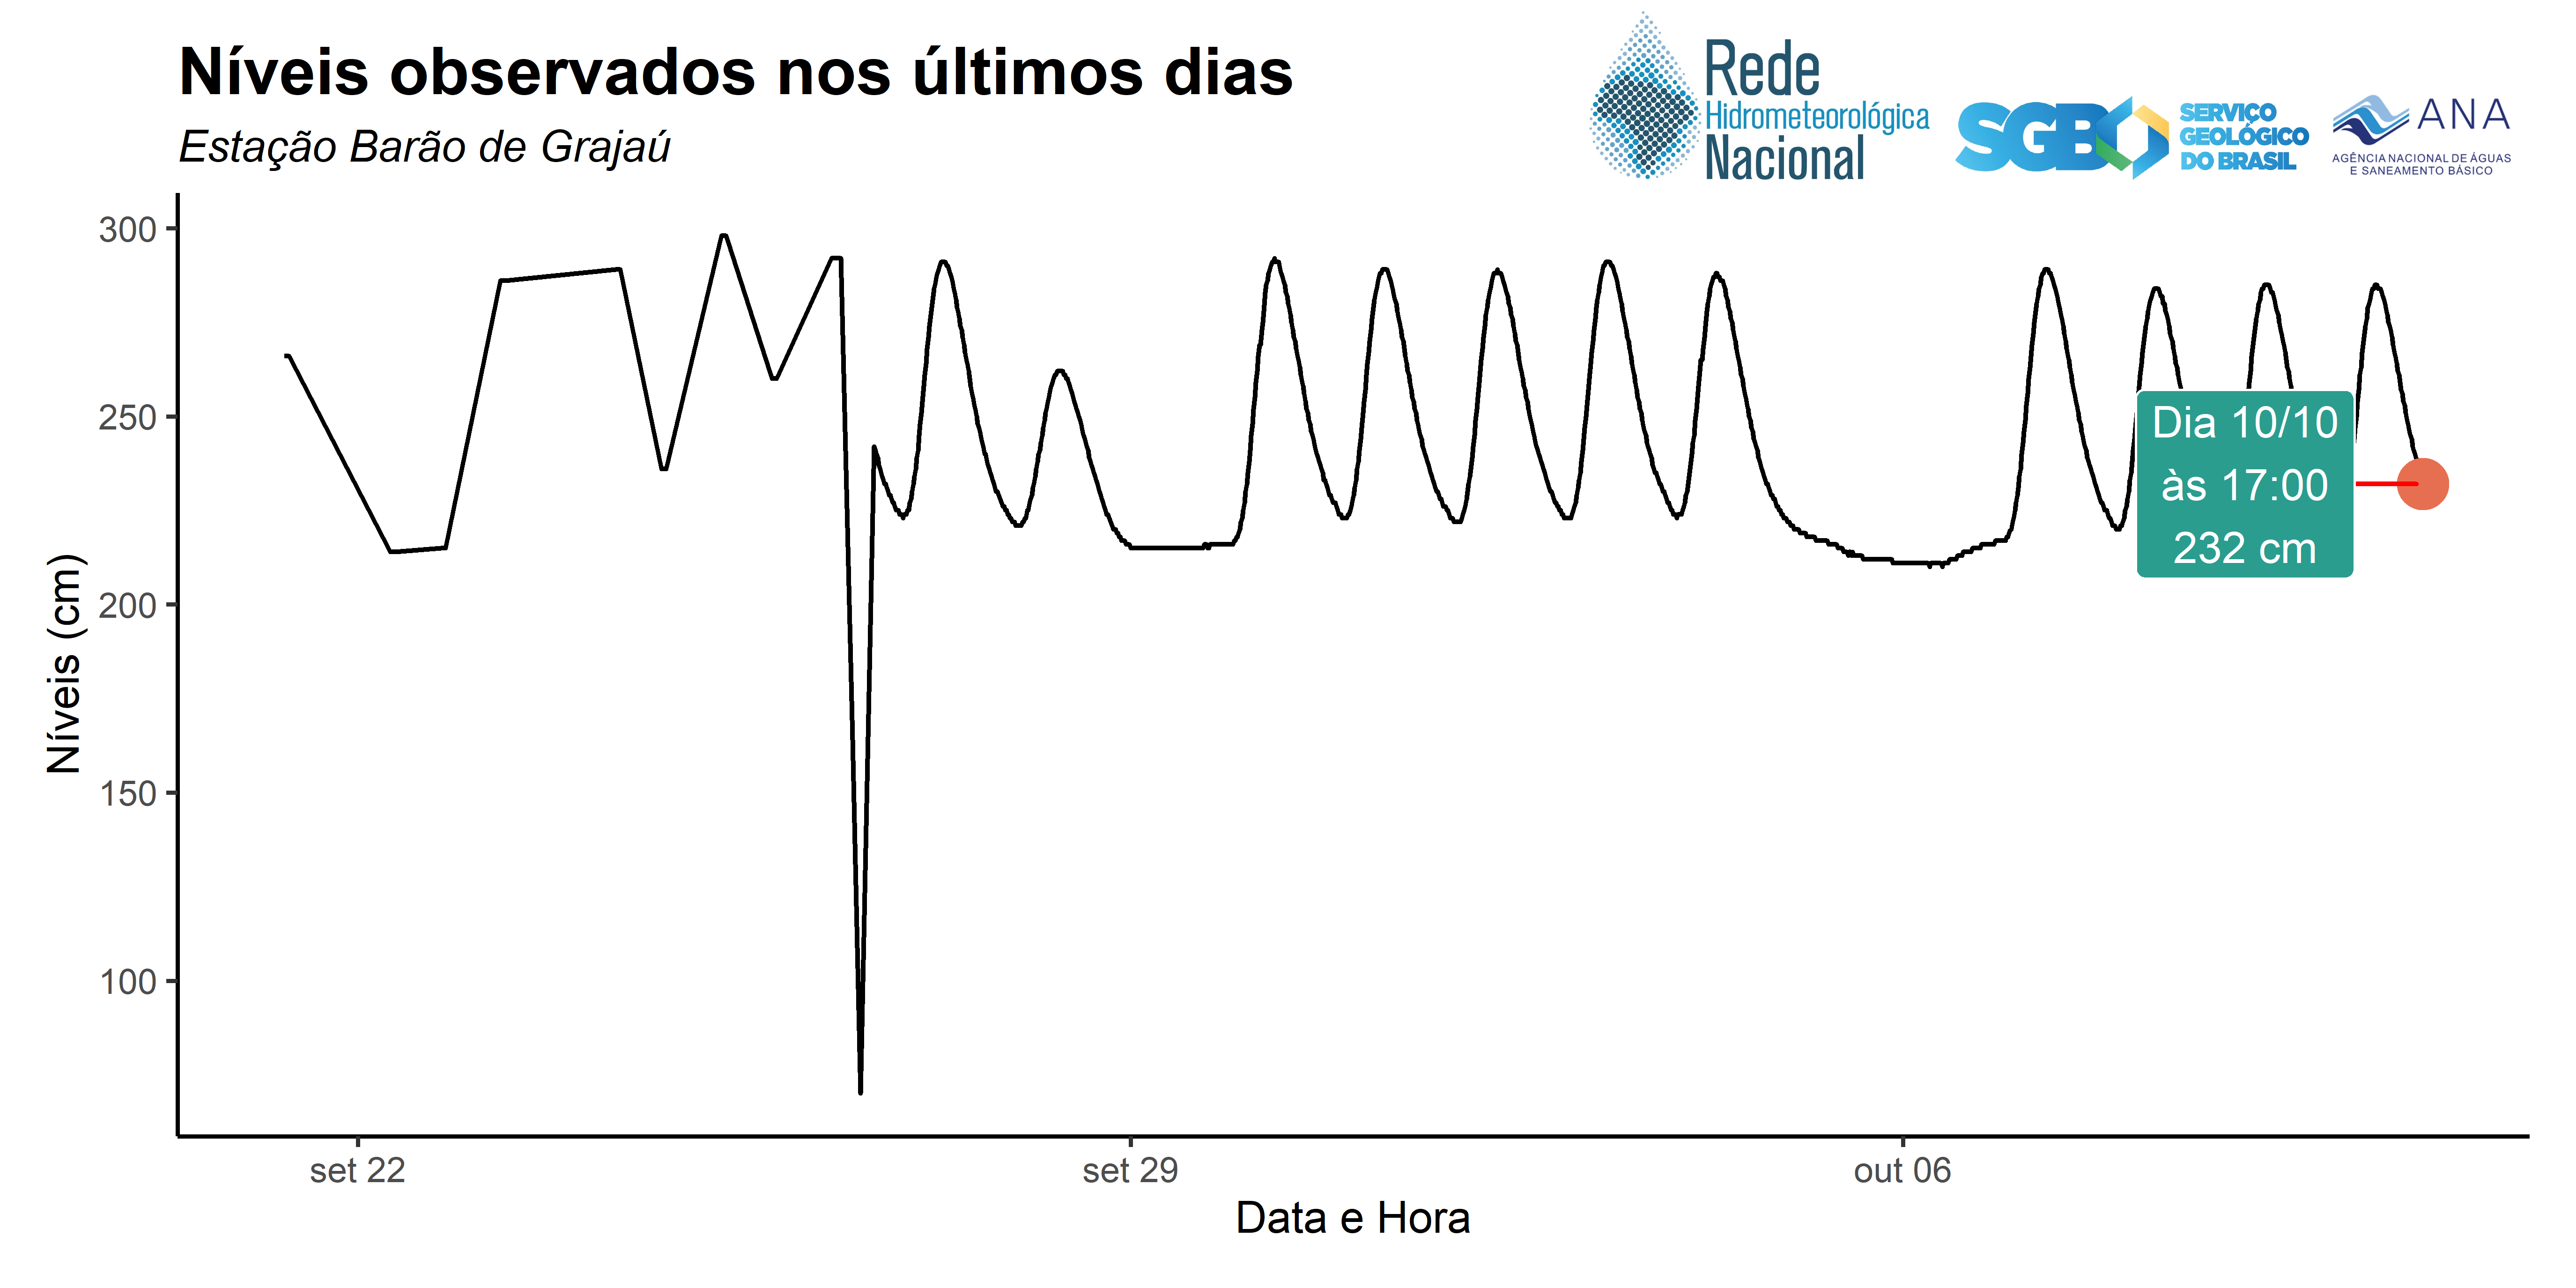 Níveis observados nos últimos dias
Estação Barão de Grajaú
Rede
Hidrometeorológica
Nacional
SGB
SERVIÇO
GEOLÓGICO
DO BRASIL
ANA
AGÊNCIA NACIONAL DE ÁGUAS
E SANEAMENTO BÁSICO
Níveis (cm)
300
250
200
150
100
Dia 10/10
às 17:00
232 cm
set 22
set 29
out 06
Data e Hora